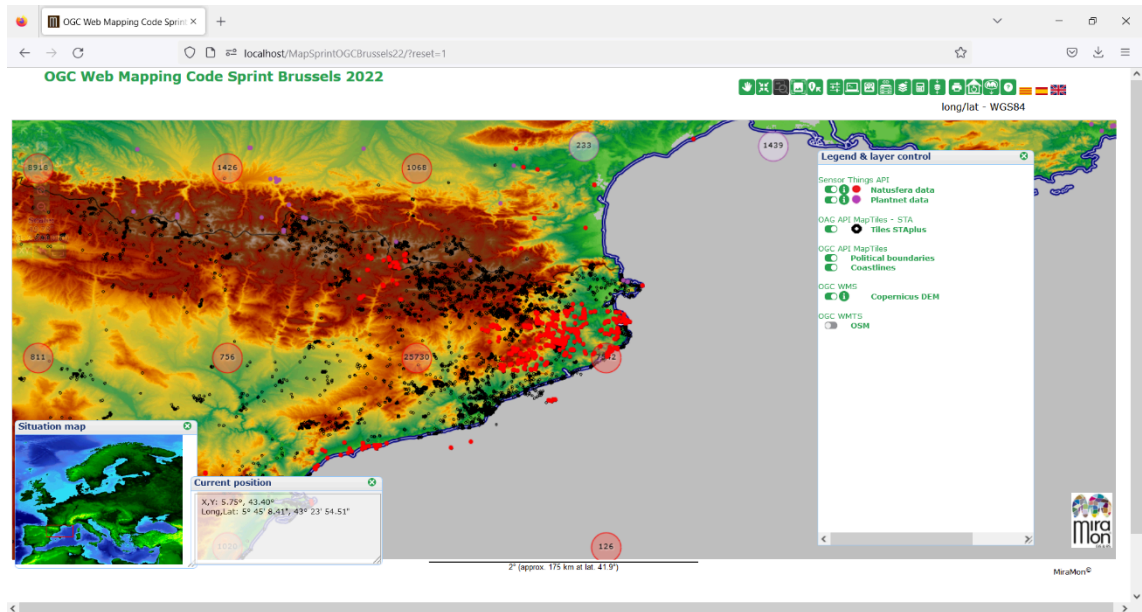 OGC Web Mapping Code Sprint
localhost/MapSprintOGCBrussels22/?reset=1
OGC Web Mapping Code Sprint Brussels 2022
long/lat - WGS84
8918
1426
1068
233
1439
Legend & layer control
Sensor Things API
Natusfera data
Plantnet data
OAG API MapTiles - STA
Tiles STAplus
OGC API MapTiles
Political boundaries
Coastlines
OGC WMS
Copernicus DEM
OGC WMTS
OSM
811
756
25730
Situation map
Current position
X,Y: 5.75°, 43.40°
Long,Lat: 5° 45' 8.41", 43° 23' 54.51"
1020
126
Mira
Mon
2° (approx. 175 km at lat. 41.9°)
MiraMon©